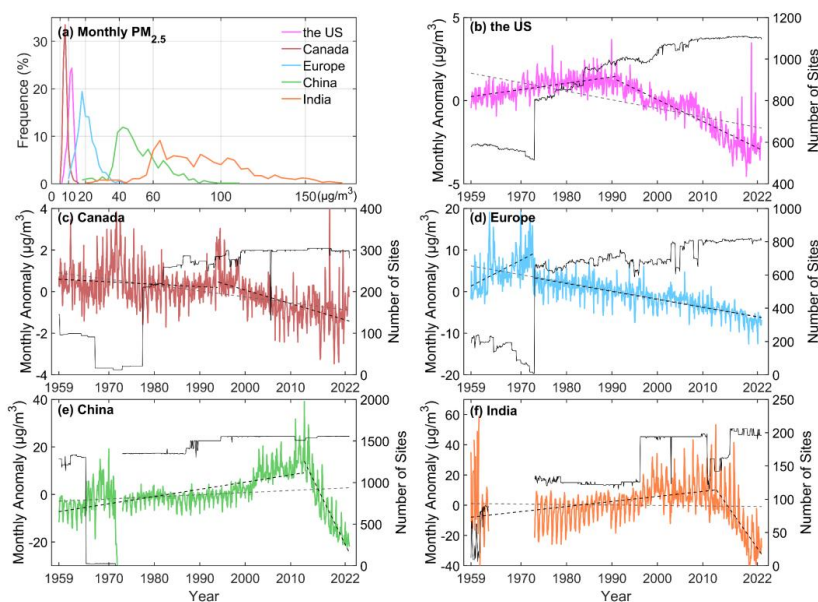 (a) Monthly PM2.5
the US
Canada
Europe
China
India
Frequence (%)
30
20
10
0
0 10 20 40 60 100 150(μg/m³)
(b) the US
Monthly Anomaly (μg/m³)
5
0
-5
Number of Sites
1200
1000
800
600
400
1959 1970 1980 1990 2000 2010 2022
(c) Canada
Monthly Anomaly (μg/m³)
4
2
0
-2
-4
Number of Sites
400
300
200
100
0
1959 1970 1980 1990 2000 2010 2022
(d) Europe
Monthly Anomaly (μg/m³)
20
10
0
-10
-20
Number of Sites
1000
800
600
400
200
0
1959 1970 1980 1990 2000 2010 2022
(e) China
Monthly Anomaly (μg/m³)
40
20
0
-20
Number of Sites
2000
1500
1000
500
0
1959 1970 1980 1990 2000 2010 2022
Year
(f) India
Monthly Anomaly (μg/m³)
60
40
20
0
-20
-40
Number of Sites
250
200
150
100
50
0
1959 1970 1980 1990 2000 2010 2022
Year